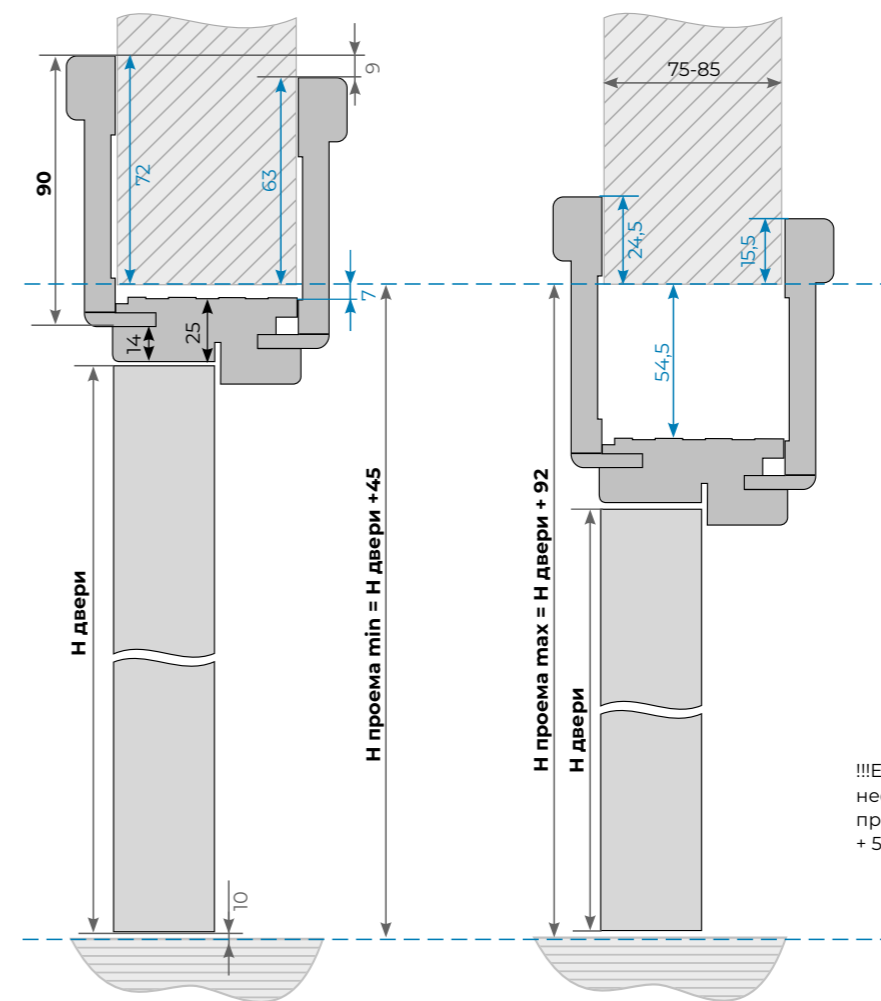 9
75-85
90
72
63
24,5
15,5
7
14
25
54,5
H двери
H проема min = H двери +45
H проема max = H двери + 92
H двери
10
!!!Е
не
пр
+ 5